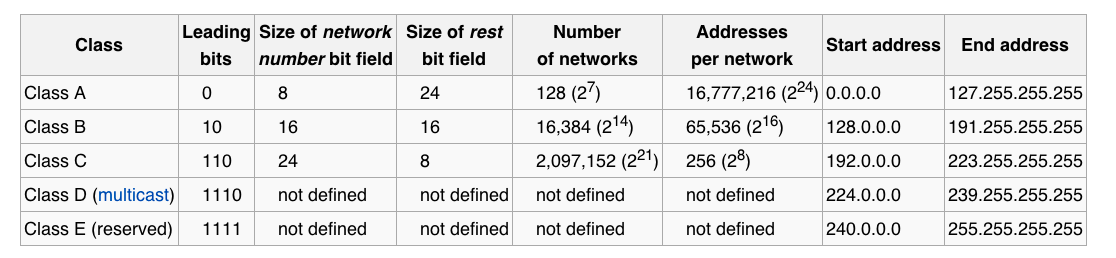 Class | Leading bits | Size of network number bit field | Size of rest bit field | Number of networks | Addresses per network | Start address | End address
Class A | 0 | 8 | 24 | 128 (2^7) | 16,777,216 (2^24) | 0.0.0.0 | 127.255.255.255
Class B | 10 | 16 | 16 | 16,384 (2^14) | 65,536 (2^16) | 128.0.0.0 | 191.255.255.255
Class C | 110 | 24 | 8 | 2,097,152 (2^21) | 256 (2^8) | 192.0.0.0 | 223.255.255.255
Class D (multicast) | 1110 | not defined | not defined | not defined | not defined | 224.0.0.0 | 239.255.255.255
Class E (reserved) | 1111 | not defined | not defined | not defined | not defined | 240.0.0.0 | 255.255.255.255